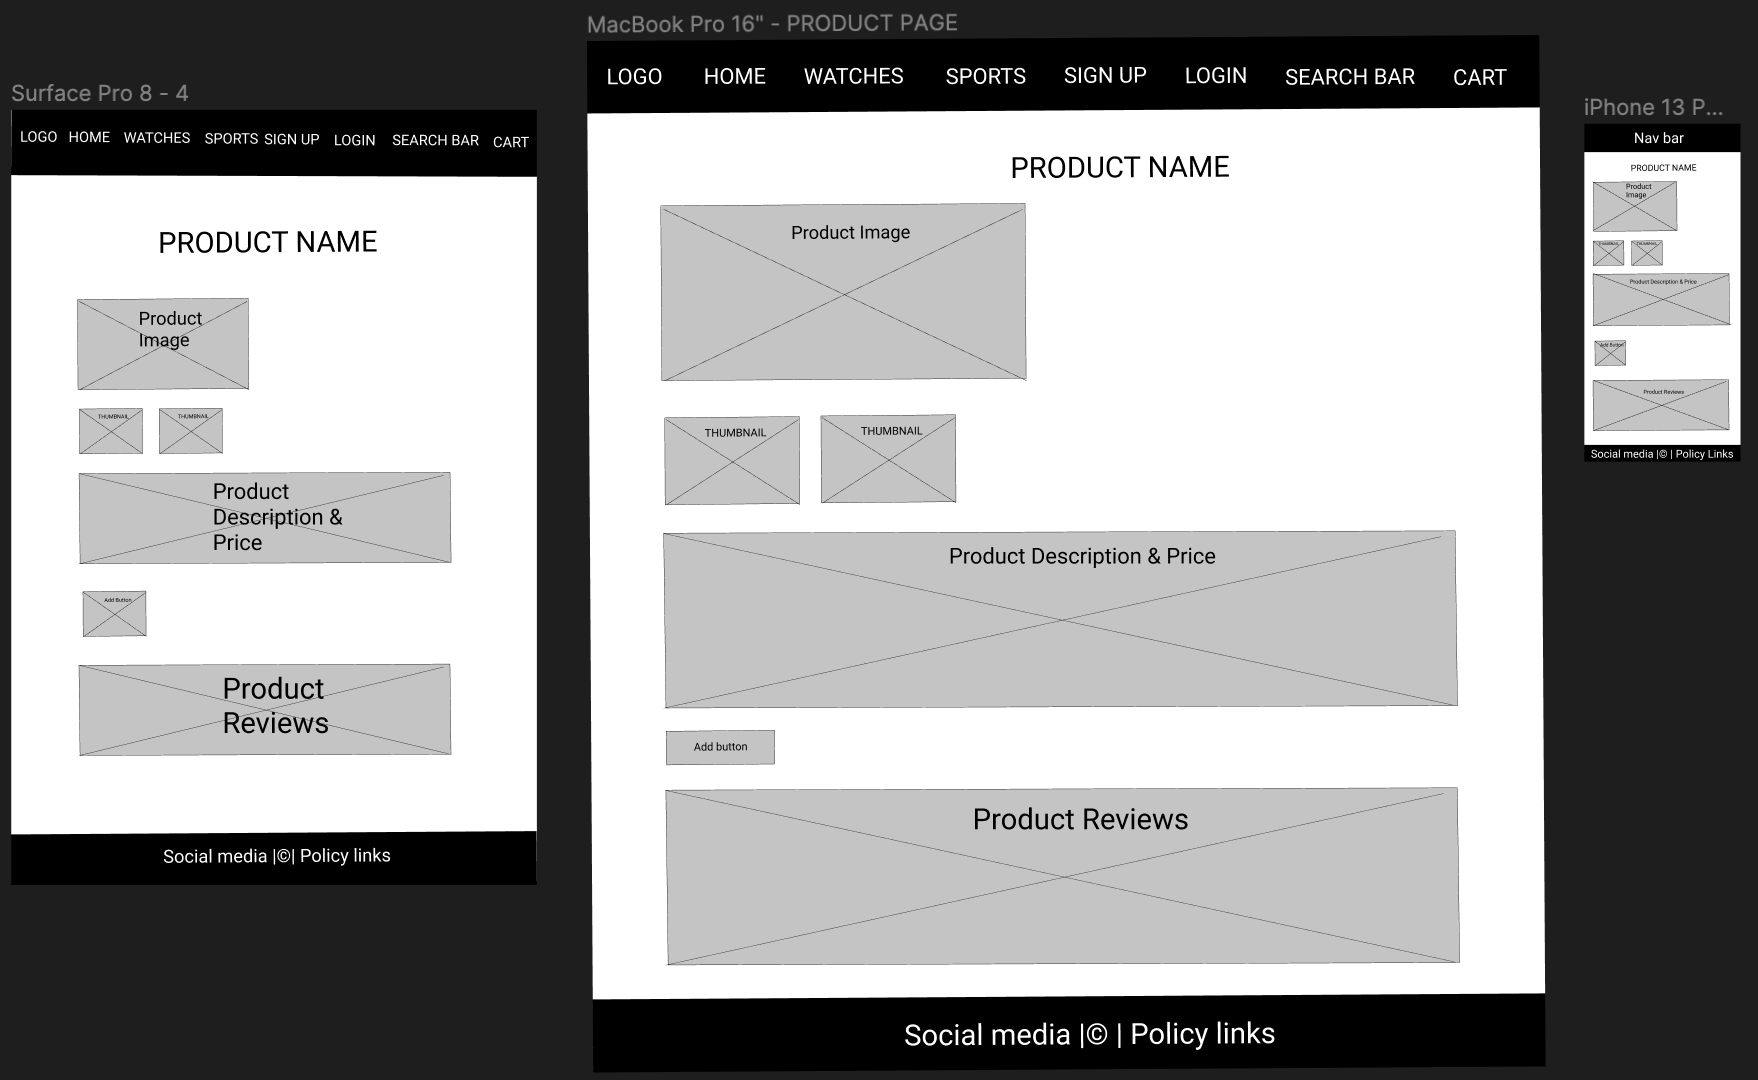 Surface Pro 8 - 4
LOGO HOME WATCHES SPORTS SIGN UP LOGIN SEARCH BAR CART
PRODUCT NAME
Product
Image
THUMBNAIL THUMBNAIL
Product
Description &
Price
Add Button
Product
Reviews
Social media |©| Policy links
MacBook Pro 16" - PRODUCT PAGE
LOGO HOME WATCHES SPORTS SIGN UP LOGIN SEARCH BAR CART
PRODUCT NAME
Product Image
THUMBNAIL THUMBNAIL
Product Description & Price
Add button
Product Reviews
Social media |© | Policy links
iPhone 13 P...
Nav bar
PRODUCT NAME
Product
Image
THUMBNAIL THUMBNAIL
Product Description & Price
Add Button
Product Reviews
Social media |© | Policy Links